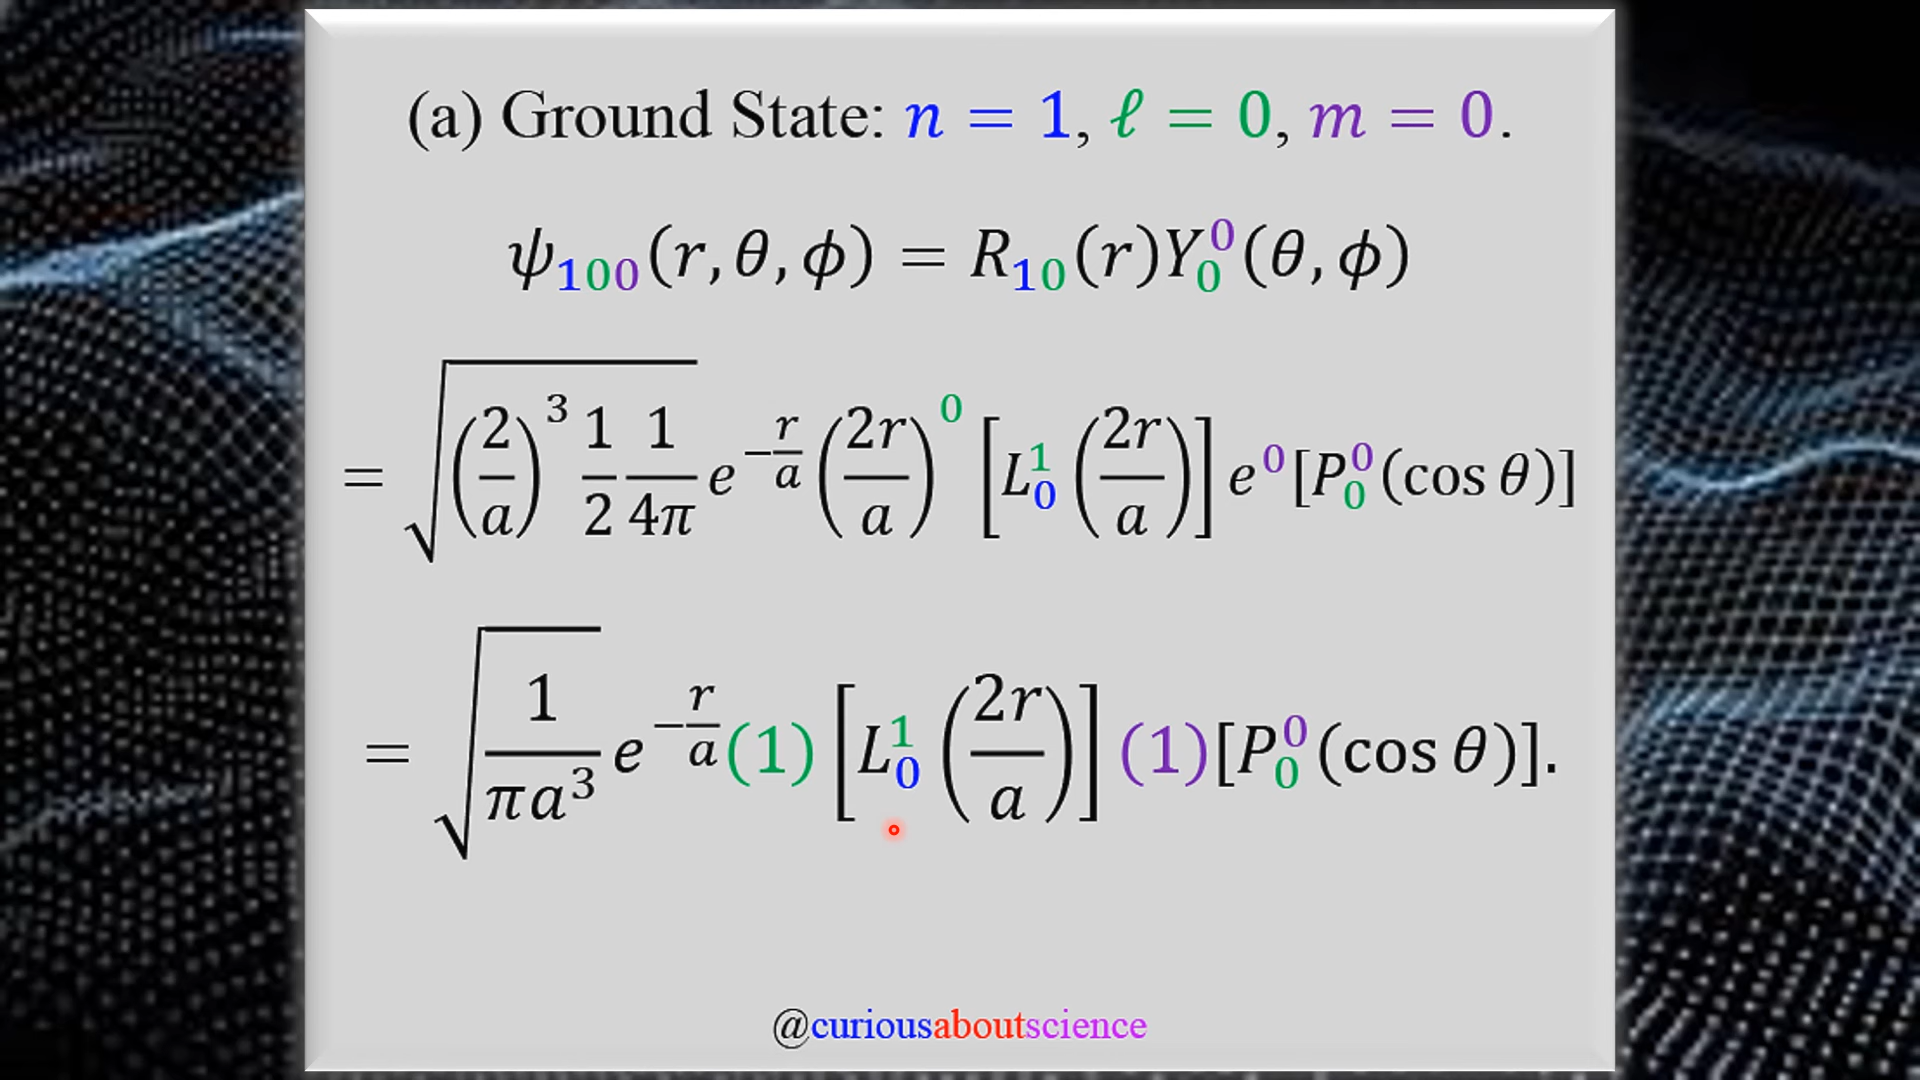 (a) Ground State: n = 1, ℓ = 0, m = 0.
ψ₁₀₀(r, θ, ϕ) = R₁₀(r)Y₀⁰(θ, ϕ)
= √((2/a)³ 1/2 1/4π) e^(−r/a) (2r/a)⁰ [L₀¹(2r/a)] e⁰[P₀⁰(cos θ)]
= √(1/πa³) e^(−r/a) (1) [L₀¹(2r/a)] (1)[P₀⁰(cos θ)].
@curiousaboutscience